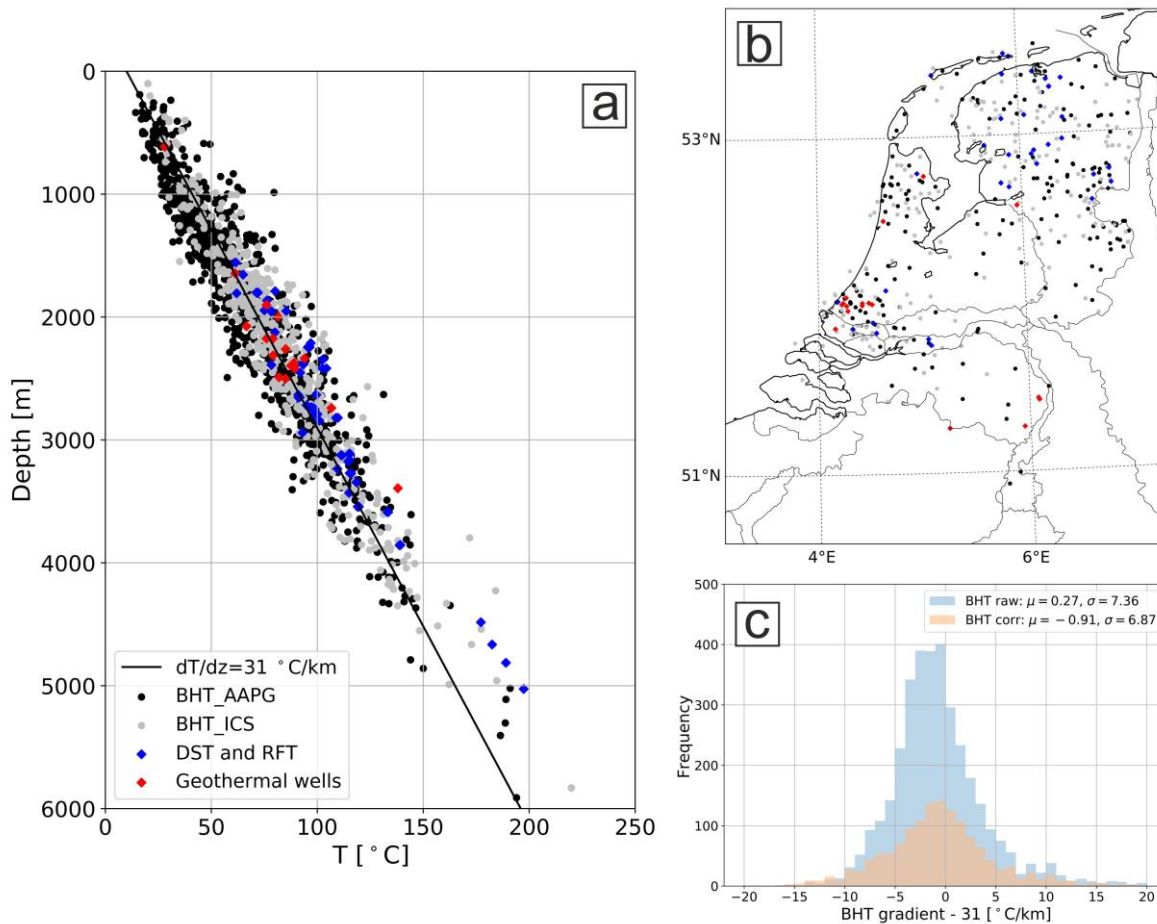 a
0
1000
2000
3000
4000
5000
6000
Depth [m]
0 50 100 150 200 250
T [°C]
dT/dz=31 °C/km
BHT_AAPG
BHT_ICS
DST and RFT
Geothermal wells
b
53°N
51°N
4°E 6°E
c
500
400
300
200
100
0
Frequency
BHT raw: μ = 0.27, σ = 7.36
BHT corr: μ = −0.91, σ = 6.87
−20 −15 −10 −5 0 5 10 15 20
BHT gradient - 31 [°C/km]